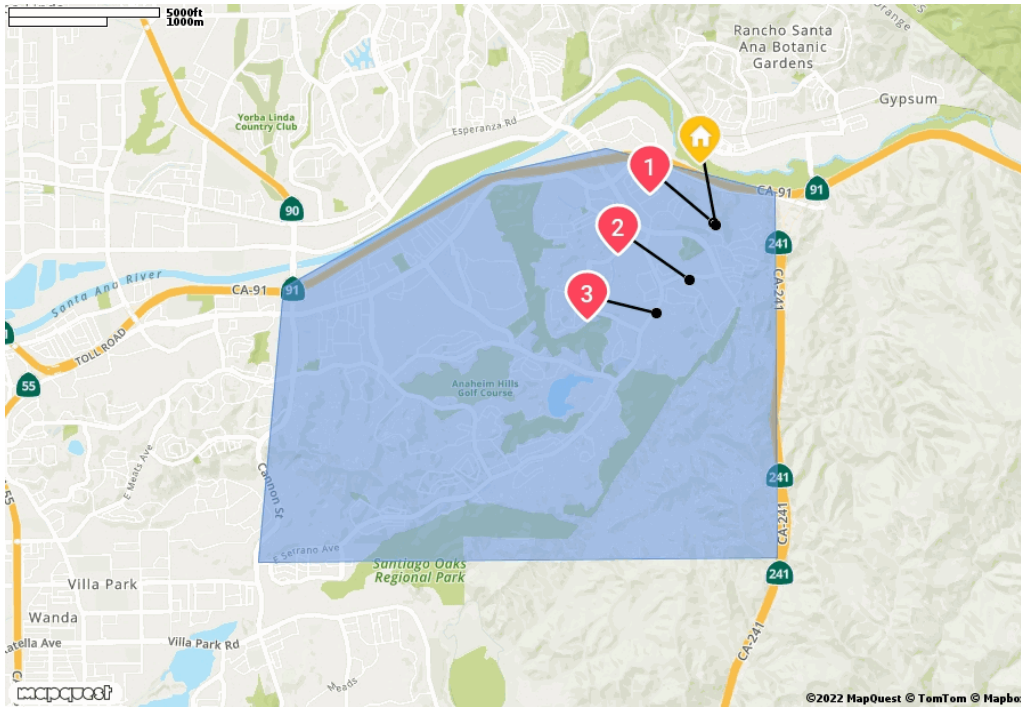 5000ft
1000m
Rancho Santa
Ana Botanic
Gardens
Orange
Gypsum
Yorba Linda
Country Club
Esperanza Rd
1
CA-91
91
90
2
241
Santa Ana River
CA-91
91
3
CA-241
TOLL ROAD
55
Anaheim Hills
Golf Course
E Meats Ave
Cannon St
241
55
CA-241
E Serrano Ave
Santiago Oaks
Regional Park
241
Villa Park
Wanda
Villa Park Rd
CA-241
Meads
mapquest
©2022 MapQuest © TomTom © Mapbo